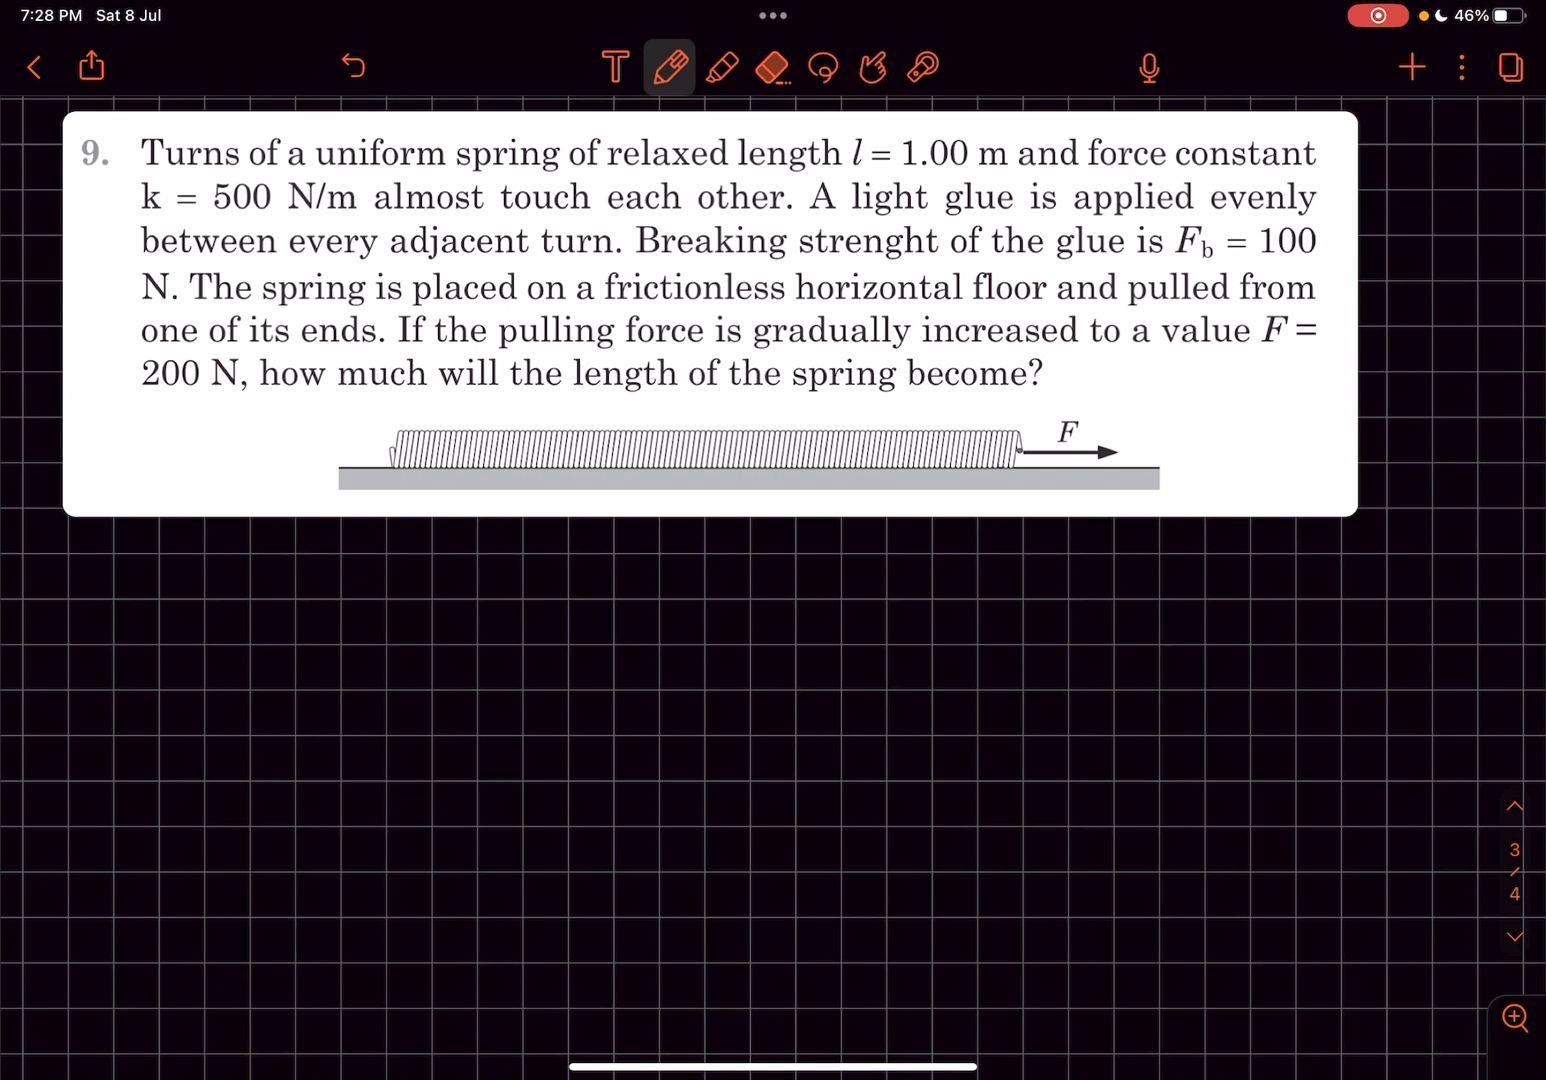 7:28 PM Sat 8 Jul
46%
9. Turns of a uniform spring of relaxed length l = 1.00 m and force constant
k = 500 N/m almost touch each other. A light glue is applied evenly
between every adjacent turn. Breaking strenght of the glue is F_b = 100
N. The spring is placed on a frictionless horizontal floor and pulled from
one of its ends. If the pulling force is gradually increased to a value F =
200 N, how much will the length of the spring become?
F
3
/
4